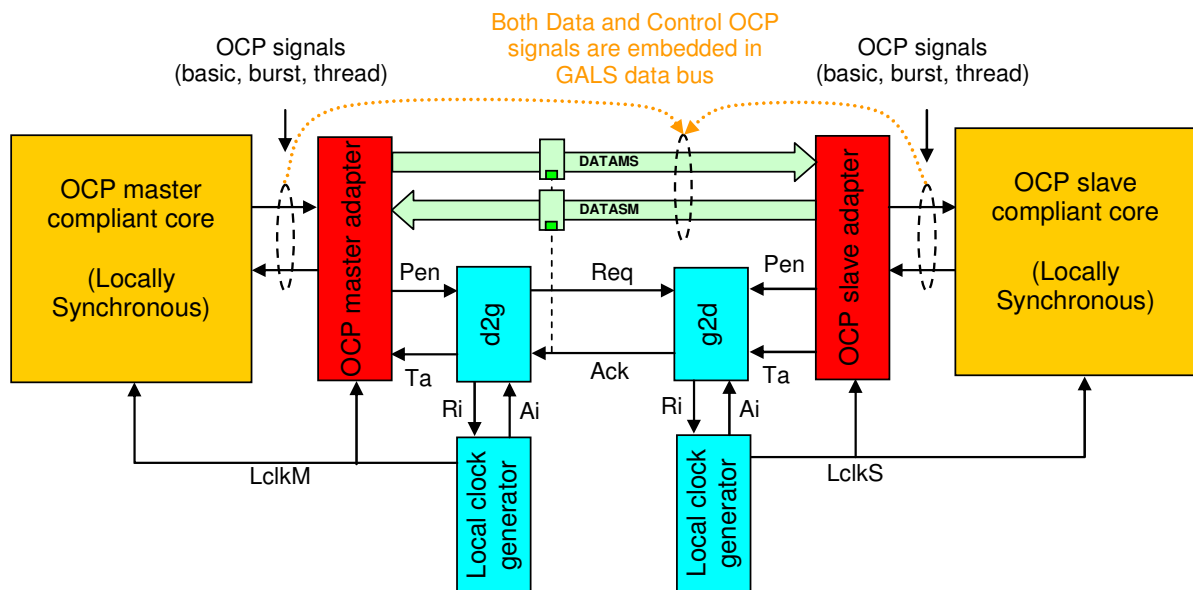 Both Data and Control OCP
signals are embedded in
GALS data bus
OCP signals
(basic, burst, thread)
OCP signals
(basic, burst, thread)
OCP master
compliant core
(Locally
Synchronous)
OCP master adapter
DATAMS
DATASM
OCP slave adapter
OCP slave
compliant core
(Locally
Synchronous)
Pen
Req
Pen
d2g
g2d
Ta
Ack
Ta
Ri
Ai
Ri
Ai
LclkM
Local clock
generator
Local clock
generator
LclkS